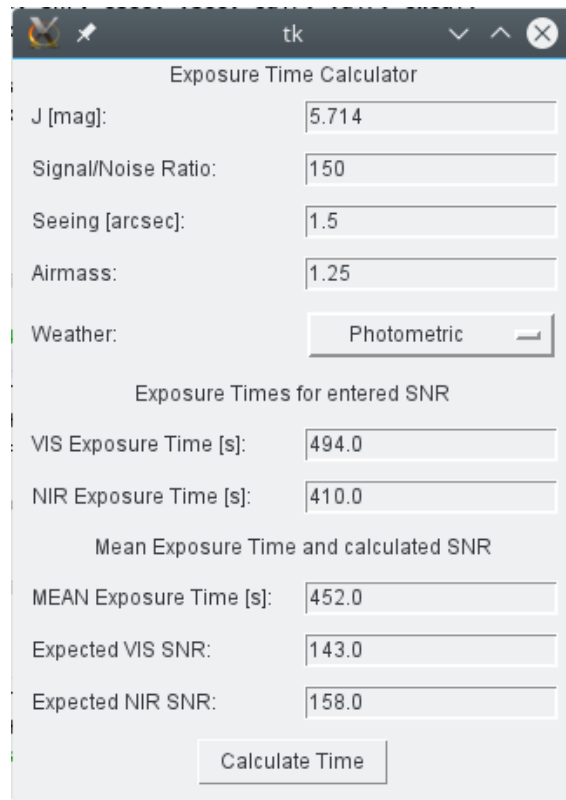 tk
Exposure Time Calculator
J [mag]: 5.714
Signal/Noise Ratio: 150
Seeing [arcsec]: 1.5
Airmass: 1.25
Weather: Photometric
Exposure Times for entered SNR
VIS Exposure Time [s]: 494.0
NIR Exposure Time [s]: 410.0
Mean Exposure Time and calculated SNR
MEAN Exposure Time [s]: 452.0
Expected VIS SNR: 143.0
Expected NIR SNR: 158.0
Calculate Time